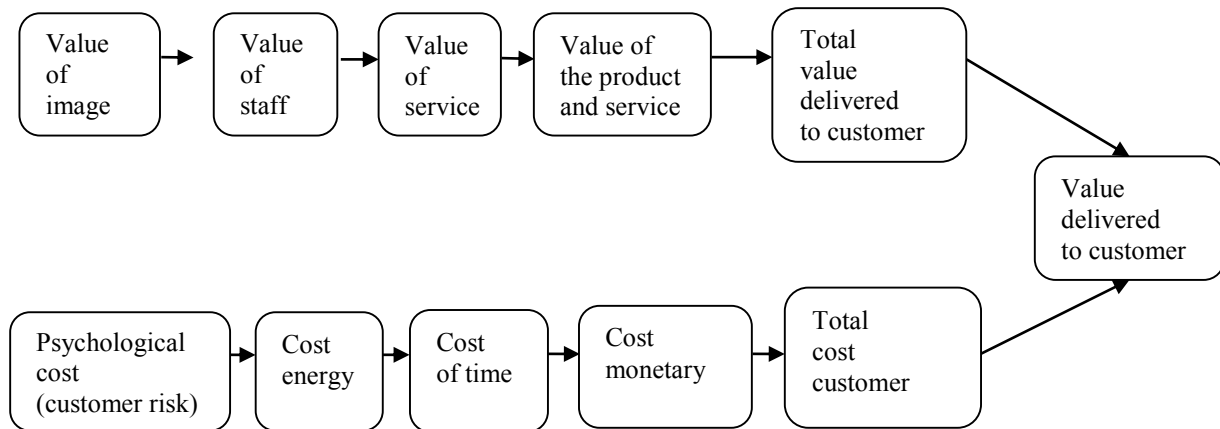 Value
of
image
Value
of
staff
Value
of
service
Value of
the product
and service
Total
value
delivered
to customer
Value
delivered
to customer
Psychological
cost
(customer risk)
Cost
energy
Cost
of time
Cost
monetary
Total
cost
customer